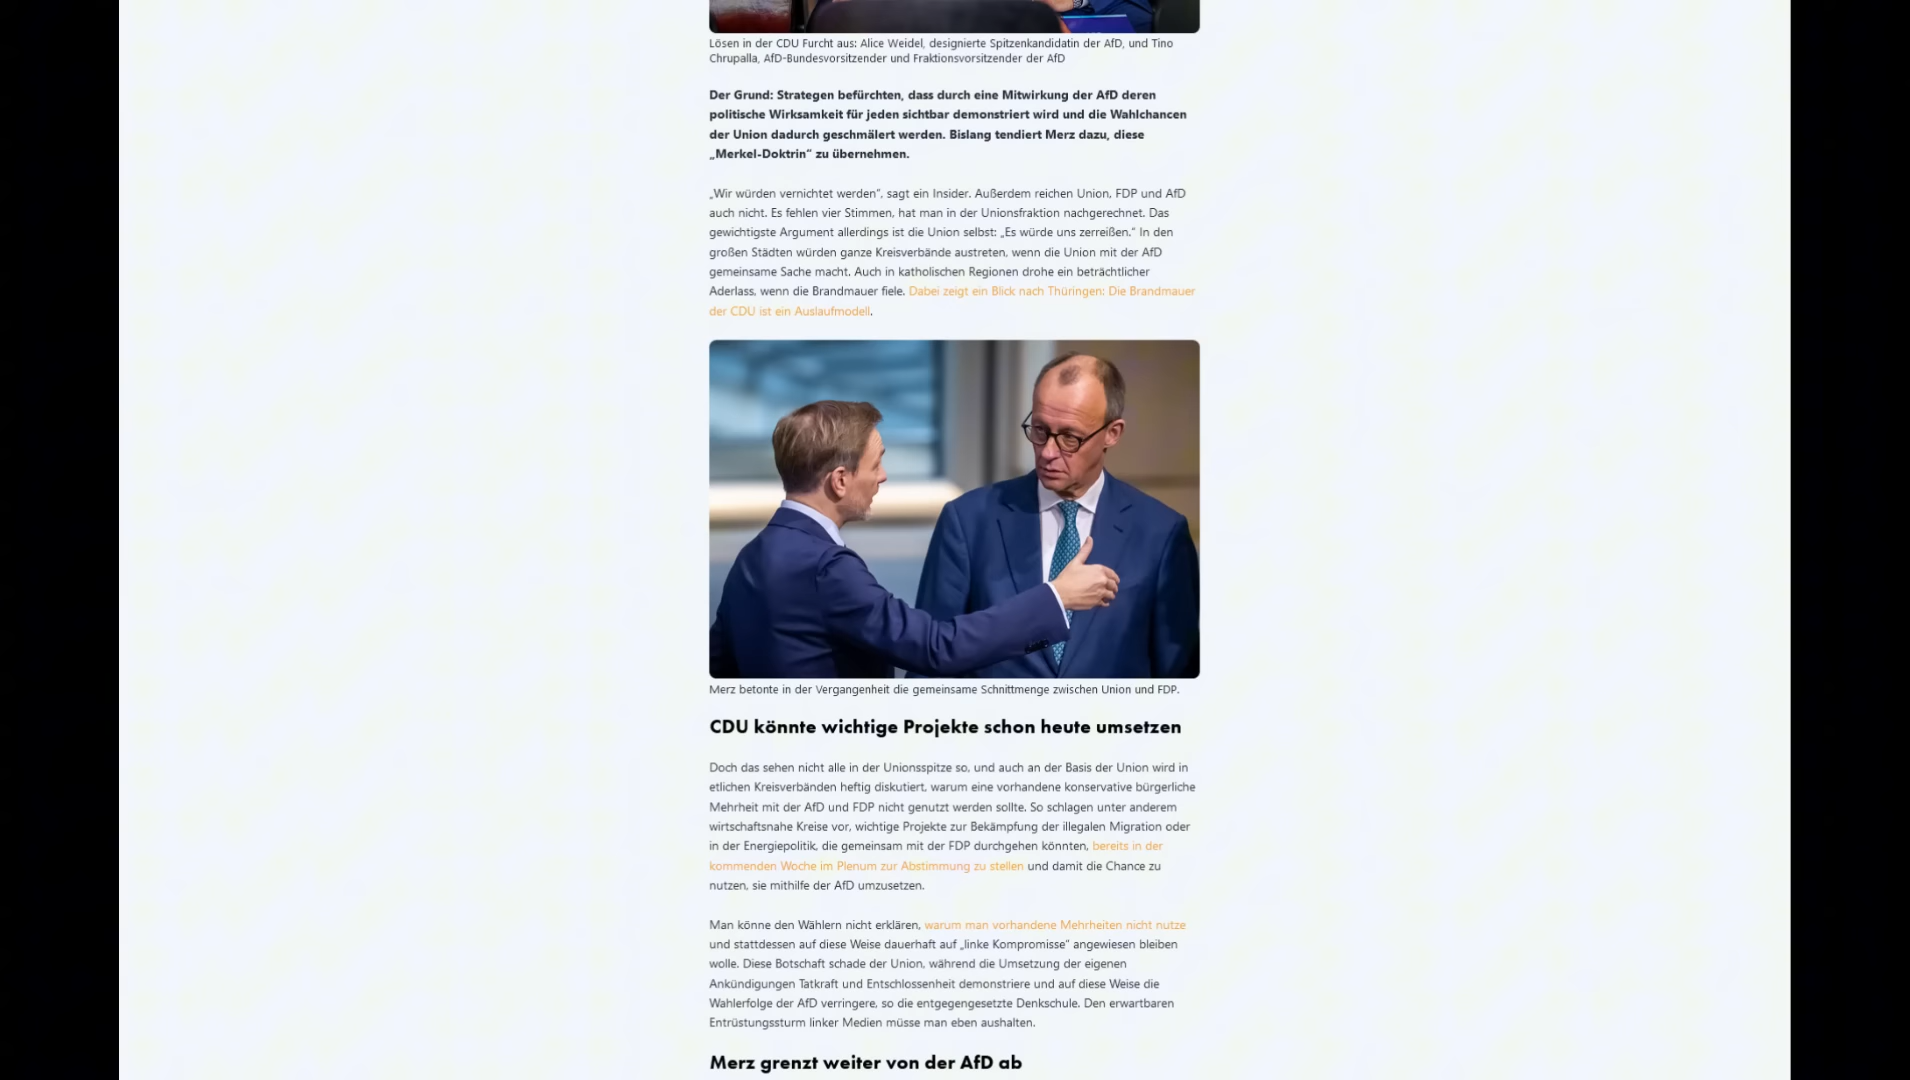 Lösen in der CDU Furcht aus: Alice Weidel, designierte Spitzenkandidatin der AfD, und Tino
Chrupalla, AfD-Bundesvorsitzender und Fraktionsvorsitzender der AfD
Der Grund: Strategen befürchten, dass durch eine Mitwirkung der AfD deren
politische Wirksamkeit für jeden sichtbar demonstriert wird und die Wahlchancen
der Union dadurch geschmälert werden. Bislang tendiert Merz dazu, diese
„Merkel-Doktrin“ zu übernehmen.
„Wir würden vernichtet werden“, sagt ein Insider. Außerdem reichen Union, FDP und AfD
auch nicht. Es fehlen vier Stimmen, hat man in der Unionsfraktion nachgerechnet. Das
gewichtigste Argument allerdings ist die Union selbst: „Es würde uns zerreißen.“ In den
großen Städten würden ganze Kreisverbände austreten, wenn die Union mit der AfD
gemeinsame Sache macht. Auch in katholischen Regionen drohe ein beträchtlicher
Aderlass, wenn die Brandmauer fiele. Dabei zeigt ein Blick nach Thüringen: Die Brandmauer
der CDU ist ein Auslaufmodell.
Merz betonte in der Vergangenheit die gemeinsame Schnittmenge zwischen Union und FDP.
CDU könnte wichtige Projekte schon heute umsetzen
Doch das sehen nicht alle in der Unionsspitze so, und auch an der Basis der Union wird in
etlichen Kreisverbänden heftig diskutiert, warum eine vorhandene konservative bürgerliche
Mehrheit mit der AfD und FDP nicht genutzt werden sollte. So schlagen unter anderem
wirtschaftsnahe Kreise vor, wichtige Projekte zur Bekämpfung der illegalen Migration oder
in der Energiepolitik, die gemeinsam mit der FDP durchgehen könnten, bereits in der
kommenden Woche im Plenum zur Abstimmung zu stellen und damit die Chance zu
nutzen, sie mithilfe der AfD umzusetzen.
Man könne den Wählern nicht erklären, warum man vorhandene Mehrheiten nicht nutze
und stattdessen auf diese Weise dauerhaft auf „linke Kompromisse“ angewiesen bleiben
wolle. Diese Botschaft schade der Union, während die Umsetzung der eigenen
Ankündigungen Tatkraft und Entschlossenheit demonstriere und auf diese Weise die
Wahlerfolge der AfD verringere, so die entgegengesetzte Denkschule. Den erwartbaren
Entrüstungssturm linker Medien müsse man eben aushalten.
Merz grenzt weiter von der AfD ab